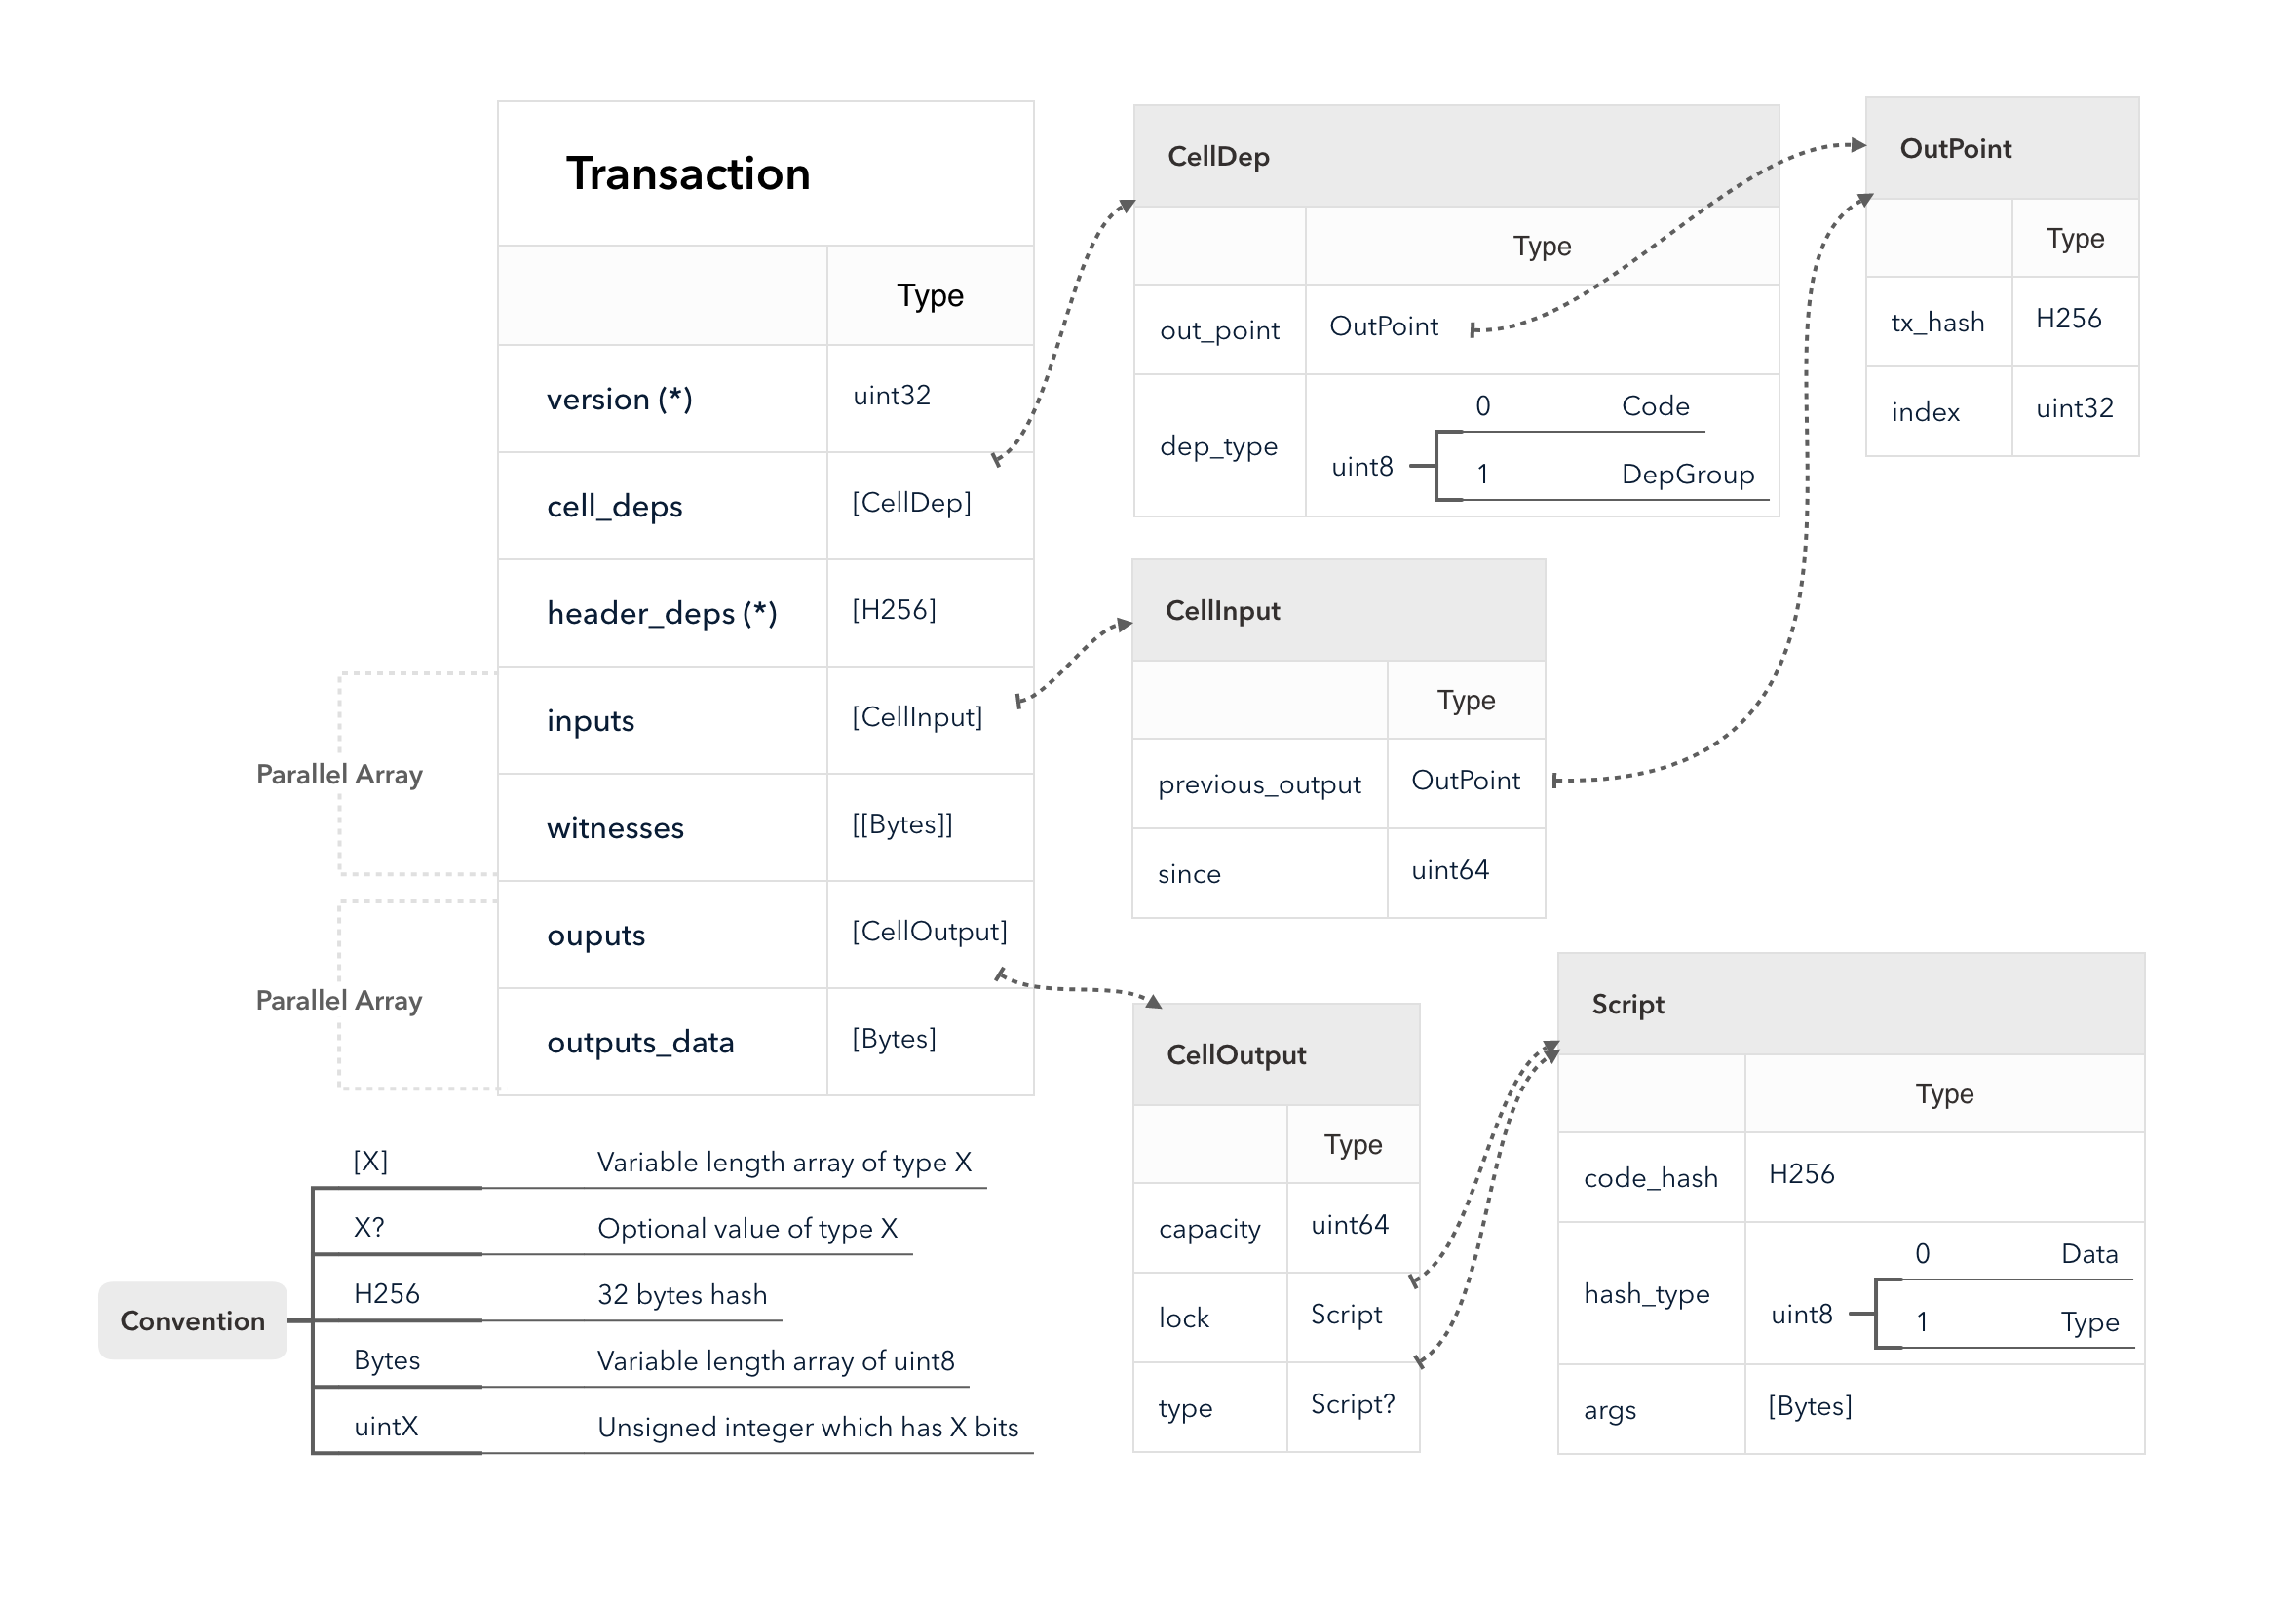 Transaction
Type
version (*) uint32
cell_deps [CellDep]
header_deps (*) [H256]
inputs [CellInput]
witnesses [[Bytes]]
ouputs [CellOutput]
outputs_data [Bytes]
Parallel Array
Parallel Array
CellDep
Type
out_point OutPoint
dep_type uint8
0 Code
1 DepGroup
OutPoint
Type
tx_hash H256
index uint32
CellInput
Type
previous_output OutPoint
since uint64
CellOutput
Type
capacity uint64
lock Script
type Script?
Script
Type
code_hash H256
hash_type uint8
0 Data
1 Type
args [Bytes]
Convention
[X] Variable length array of type X
X? Optional value of type X
H256 32 bytes hash
Bytes Variable length array of uint8
uintX Unsigned integer which has X bits